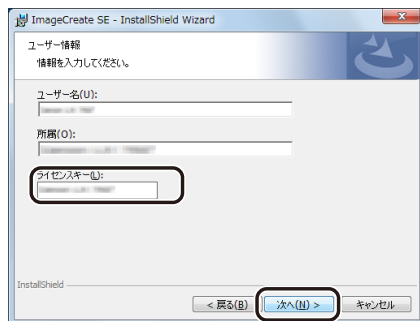 ImageCreate SE - InstallShield Wizard
ユーザー情報
情報を入力してください。
ユーザー名(U):
所属(O):
ライセンスキー(L):
InstallShield
< 戻る(B)
次へ(N) >
キャンセル